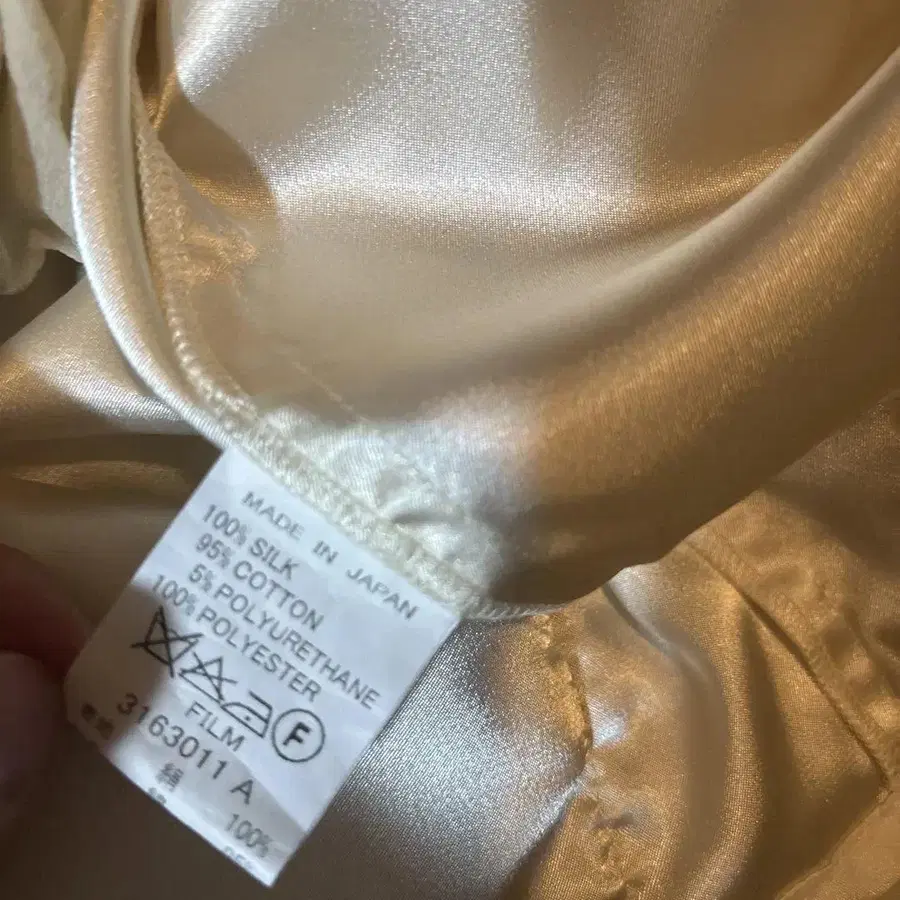 MADE IN JAPAN
100% SILK
95% COTTON
5% POLYURETHANE
100% POLYESTER
F
FILM
3163011 A
絹 100%